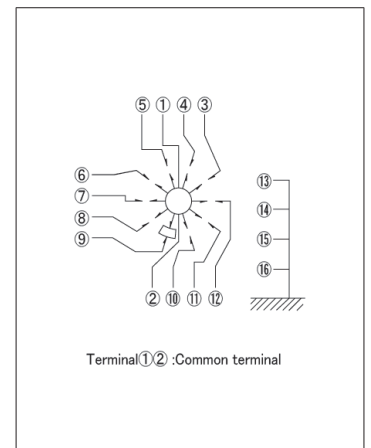 ⑤ ① ④ ③
⑥
⑦
⑧
⑨
② ⑩ ⑪ ⑫
⑬
⑭
⑮
⑯
Terminal①② :Common terminal